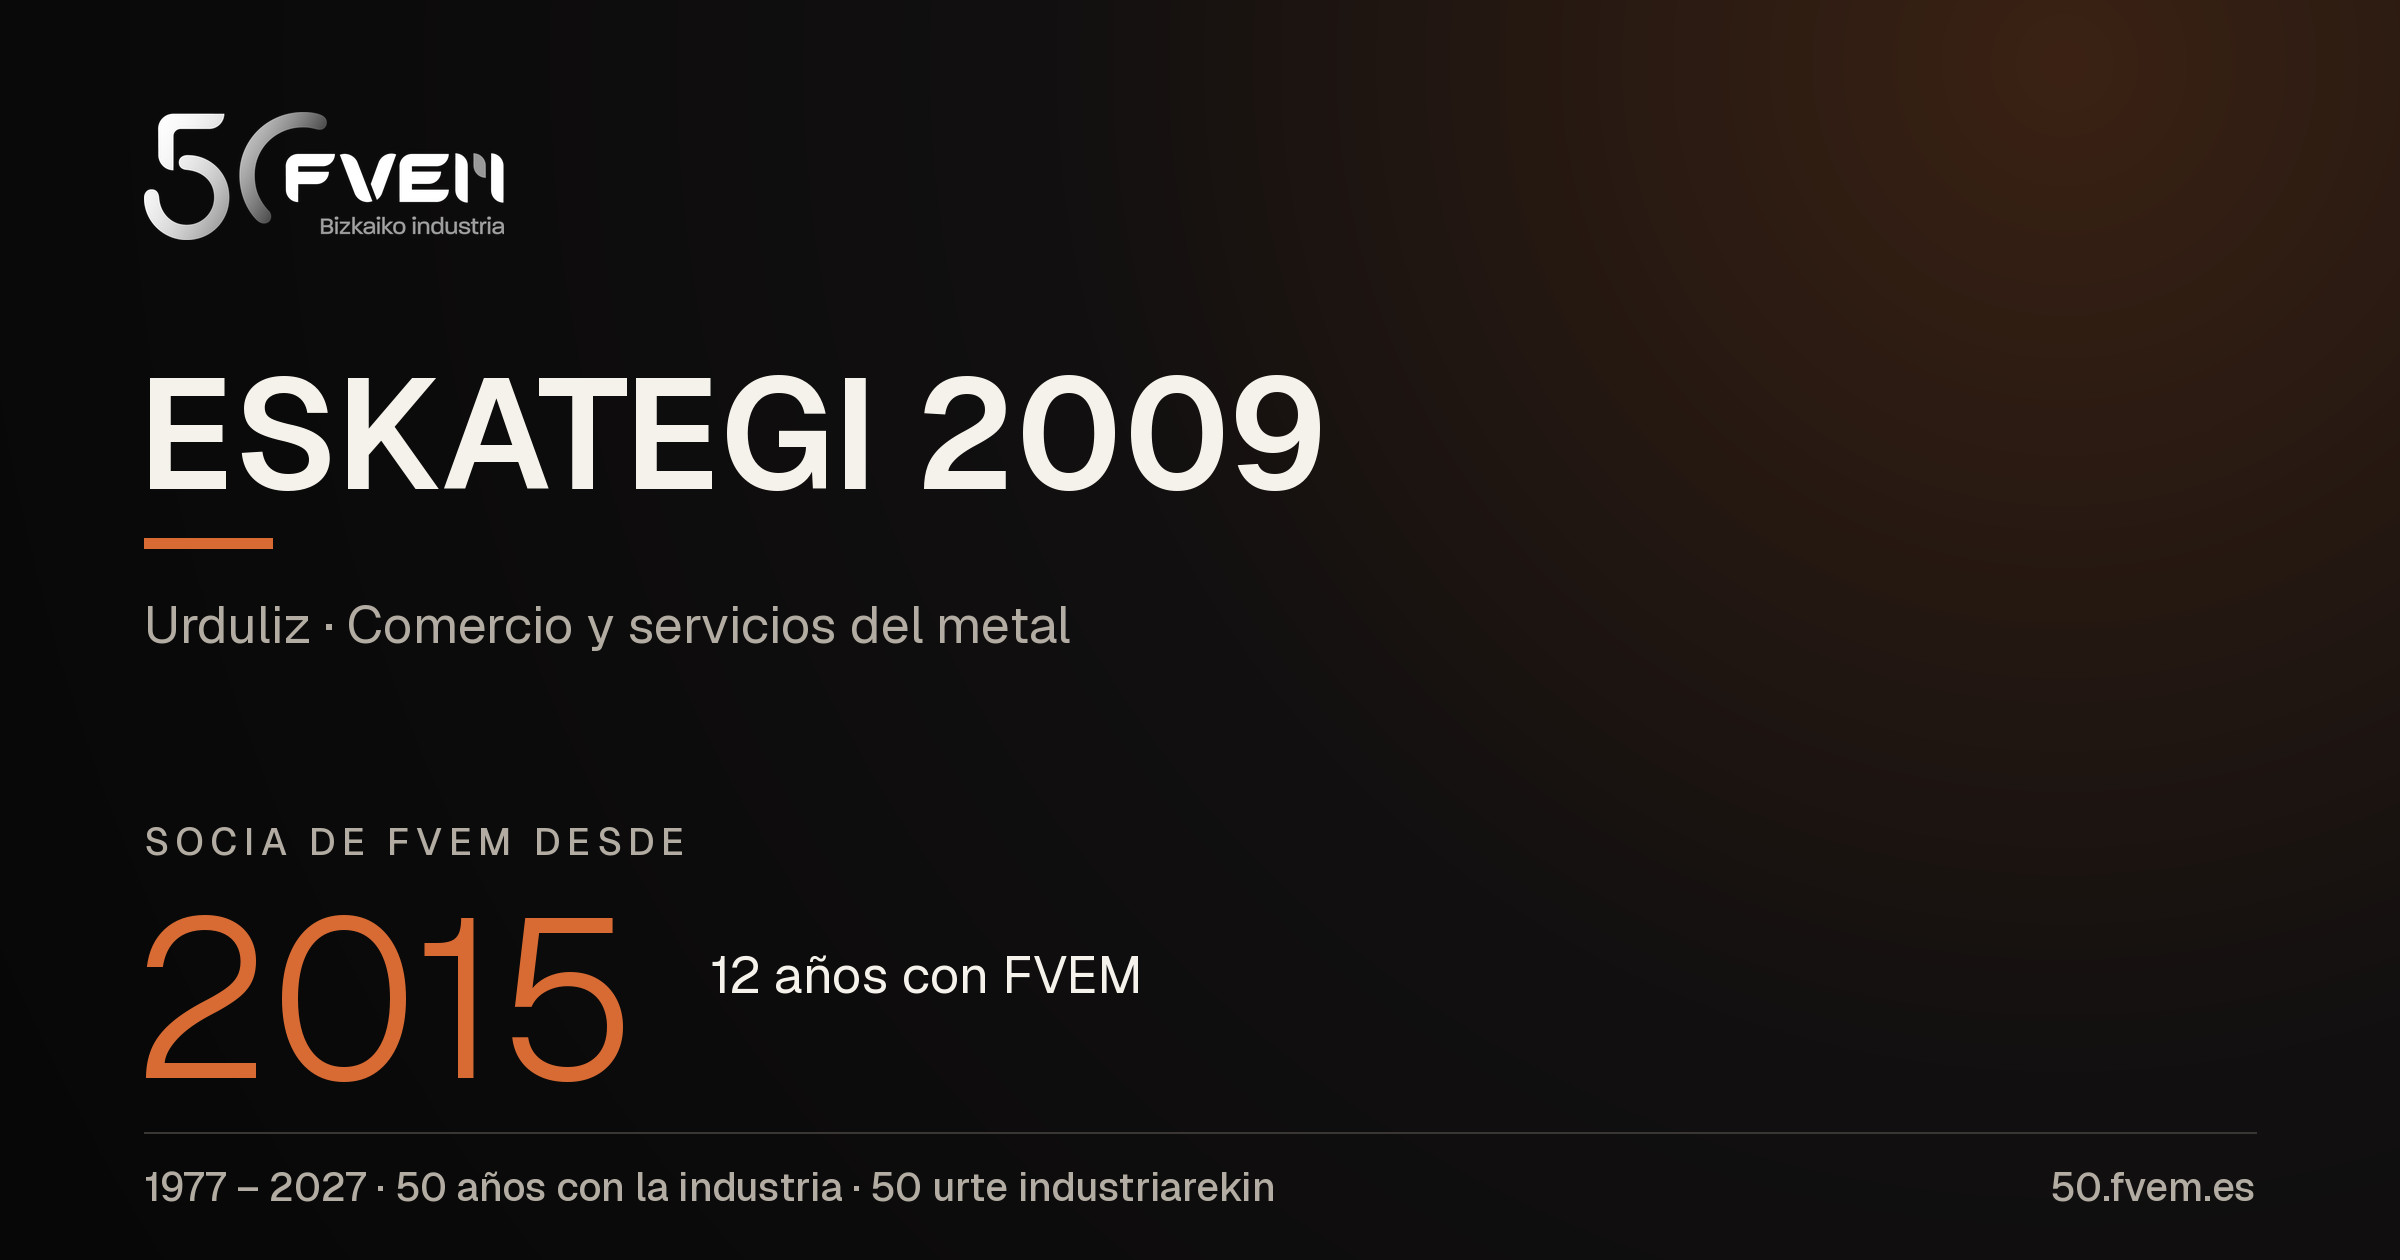 50 FVEM
Bizkaiko industria
ESKATEGI 2009
Urduliz · Comercio y servicios del metal
SOCIA DE FVEM DESDE
2015
12 años con FVEM
1977 – 2027 · 50 años con la industria · 50 urte industriarekin
50.fvem.es